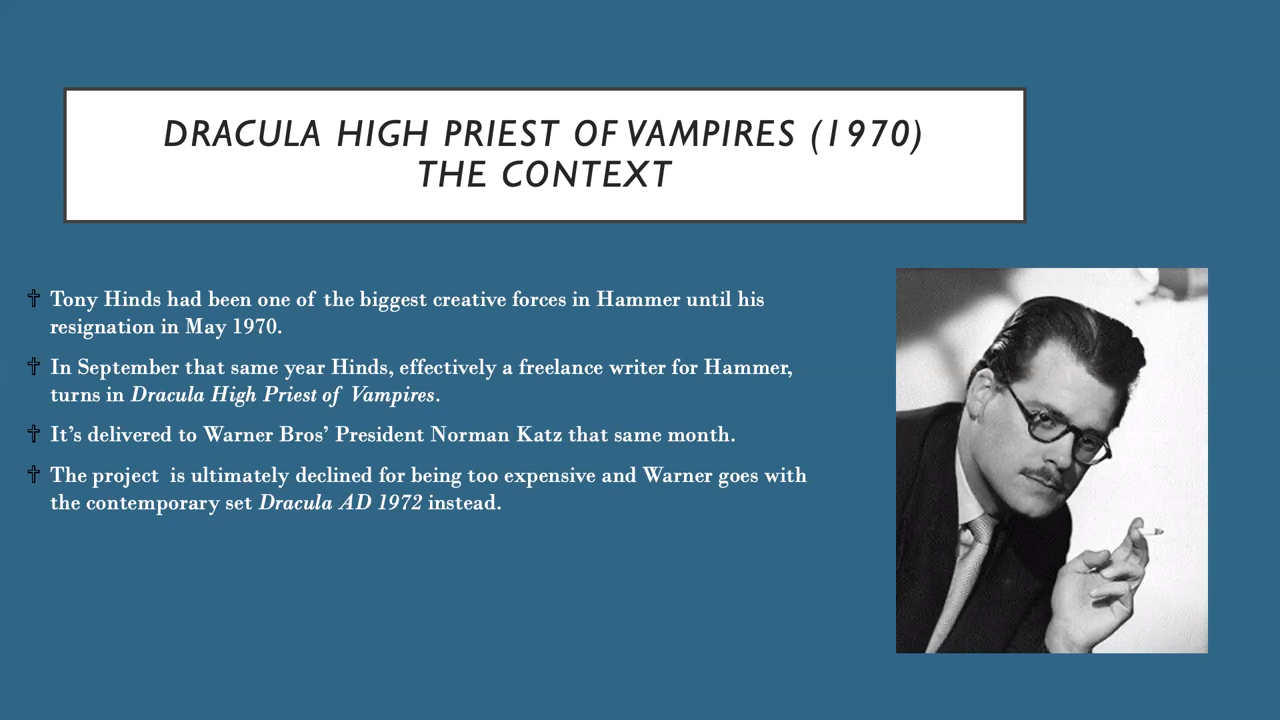 DRACULA HIGH PRIEST OF VAMPIRES (1970)
THE CONTEXT
Tony Hinds had been one of the biggest creative forces in Hammer until his
resignation in May 1970.
In September that same year Hinds, effectively a freelance writer for Hammer,
turns in Dracula High Priest of Vampires.
It's delivered to Warner Bros' President Norman Katz that same month.
The project is ultimately declined for being too expensive and Warner goes with
the contemporary set Dracula AD 1972 instead.